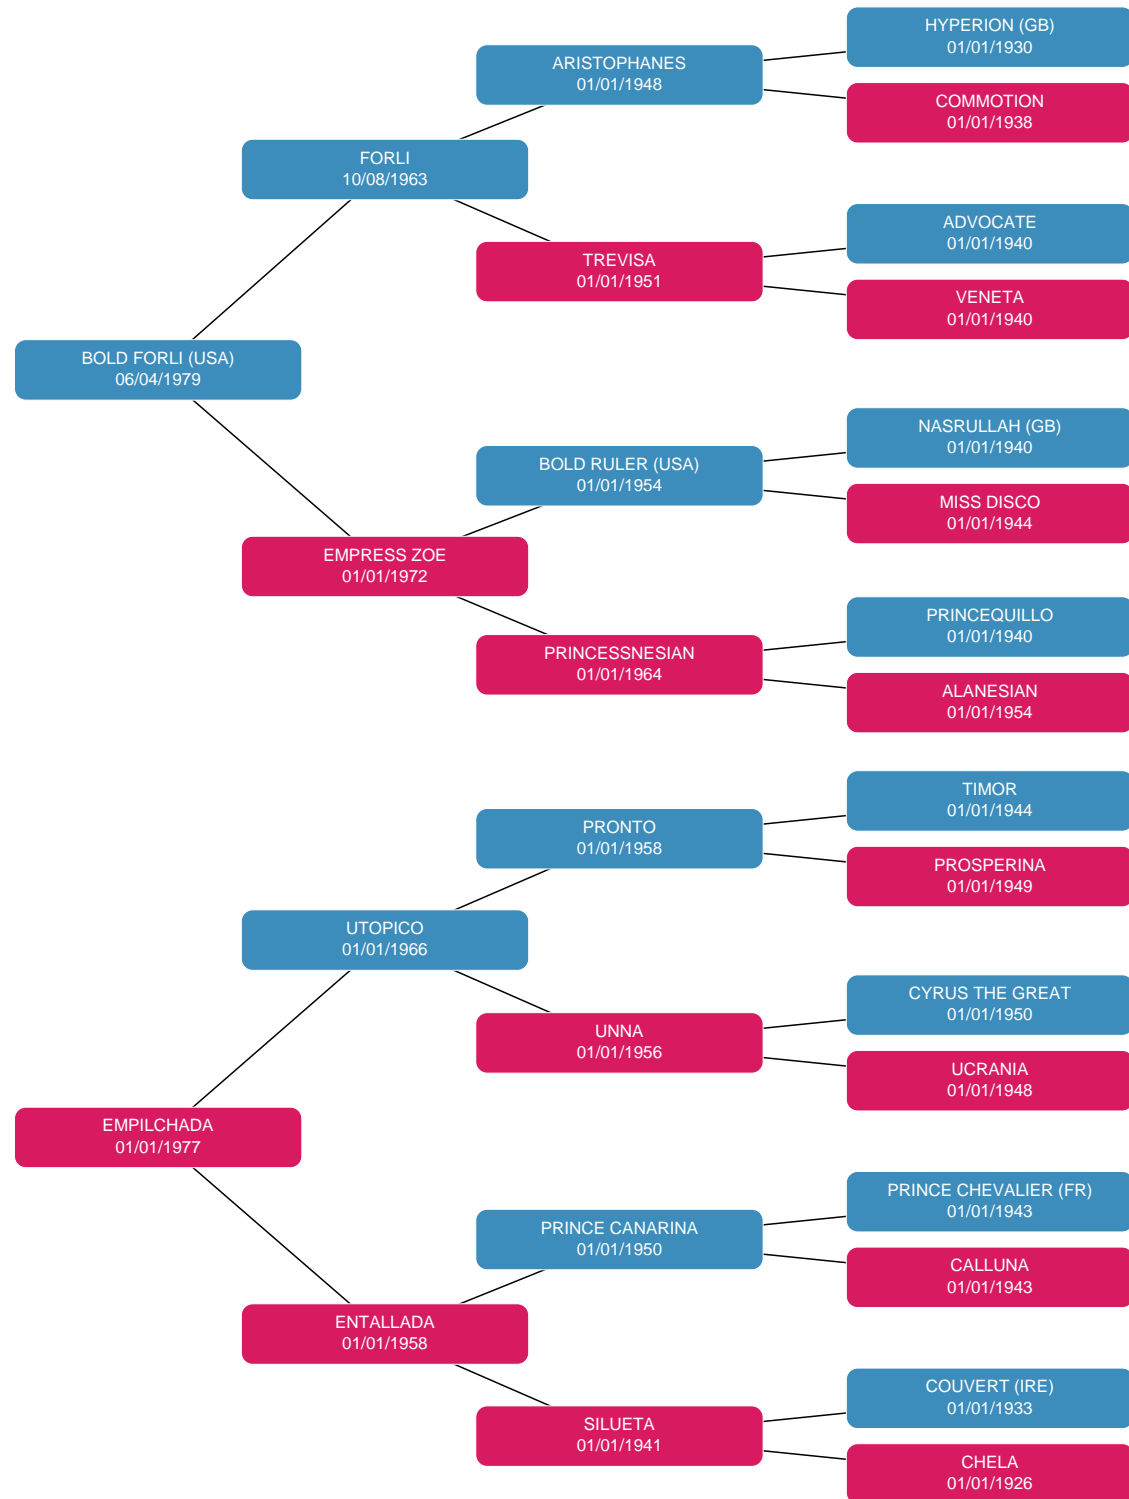 HYPERION (GB)
01/01/1930
ARISTOPHANES
01/01/1948
COMMOTION
01/01/1938
FORLI
10/08/1963
ADVOCATE
01/01/1940
TREVISA
01/01/1951
VENETA
01/01/1940
BOLD FORLI (USA)
06/04/1979
NASRULLAH (GB)
01/01/1940
BOLD RULER (USA)
01/01/1954
MISS DISCO
01/01/1944
EMPRESS ZOE
01/01/1972
PRINCEQUILLO
01/01/1940
PRINCESSNESIAN
01/01/1964
ALANESIAN
01/01/1954
TIMOR
01/01/1944
PRONTO
01/01/1958
PROSPERINA
01/01/1949
UTOPICO
01/01/1966
CYRUS THE GREAT
01/01/1950
UNNA
01/01/1956
UCRANIA
01/01/1948
EMPILCHADA
01/01/1977
PRINCE CHEVALIER (FR)
01/01/1943
PRINCE CANARINA
01/01/1950
CALLUNA
01/01/1943
ENTALLADA
01/01/1958
COUVERT (IRE)
01/01/1933
SILUETA
01/01/1941
CHELA
01/01/1926